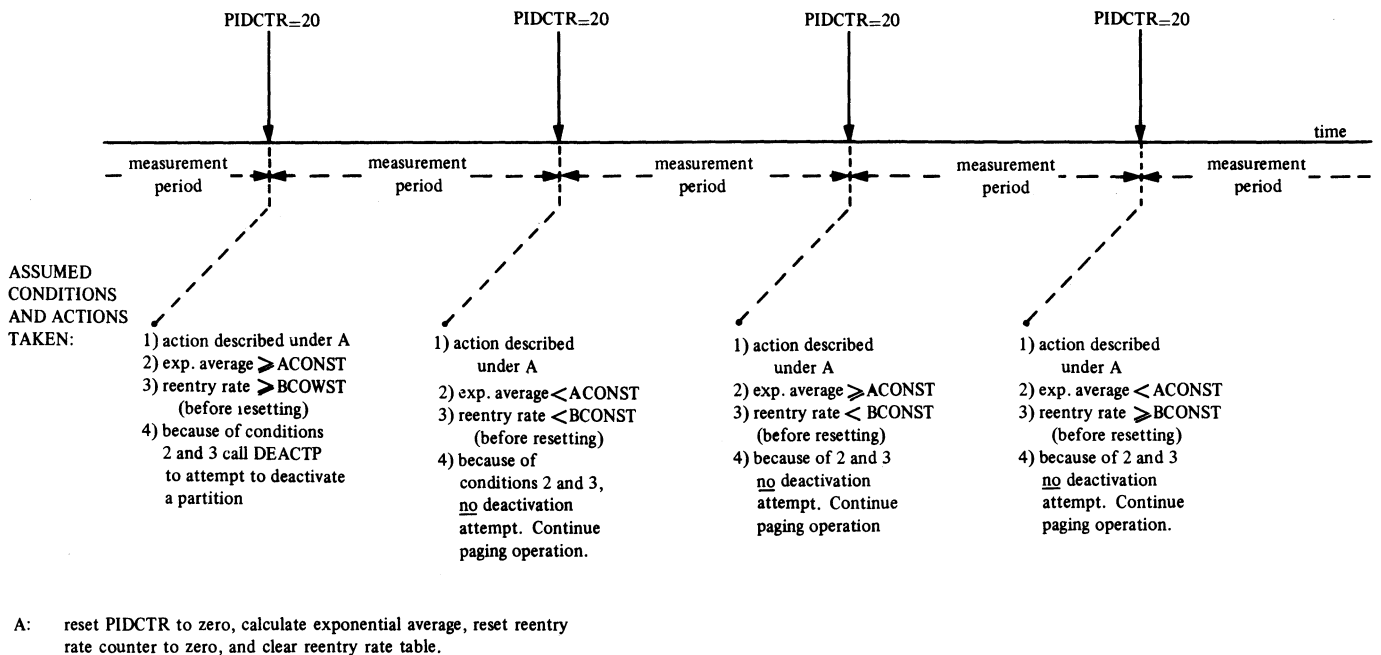 PIDCTR=20
PIDCTR=20
PIDCTR=20
PIDCTR=20
time
measurement
period
measurement
period
measurement
period
measurement
period
measurement
period
ASSUMED
CONDITIONS
AND ACTIONS
TAKEN:
1) action described under A
2) exp. average ⩾ ACONST
3) reentry rate ⩾ BCOWST
(before resetting)
4) because of conditions
2 and 3 call DEACTP
to attempt to deactivate
a partition
1) action described
under A
2) exp. average < ACONST
3) reentry rate < BCONST
(before resetting)
4) because of
conditions 2 and 3,
no deactivation
attempt. Continue
paging operation.
1) action described
under A
2) exp. average ⩾ ACONST
3) reentry rate < BCONST
(before resetting)
4) because of 2 and 3
no deactivation
attempt. Continue
paging operation
1) action described
under A
2) exp. average < ACONST
3) reentry rate ⩾ BCONST
(before resetting)
4) because of 2 and 3
no deactivation
attempt. Continue
paging operation.
A: reset PIDCTR to zero, calculate exponential average, reset reentry
rate counter to zero, and clear reentry rate table.